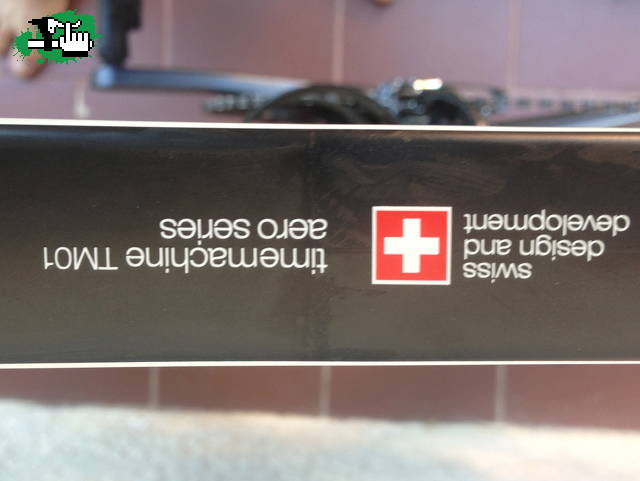 swiss
design and
development
timemachine TM01
aero series